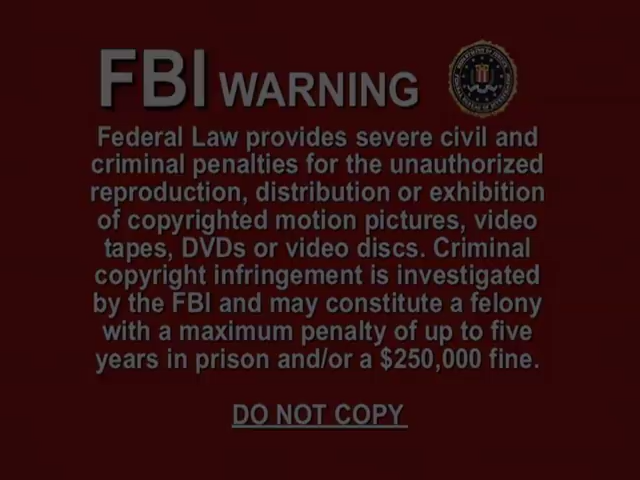 FBI WARNING
Federal Law provides severe civil and
criminal penalties for the unauthorized
reproduction, distribution or exhibition
of copyrighted motion pictures, video
tapes, DVDs or video discs. Criminal
copyright infringement is investigated
by the FBI and may constitute a felony
with a maximum penalty of up to five
years in prison and/or a $250,000 fine.
DO NOT COPY